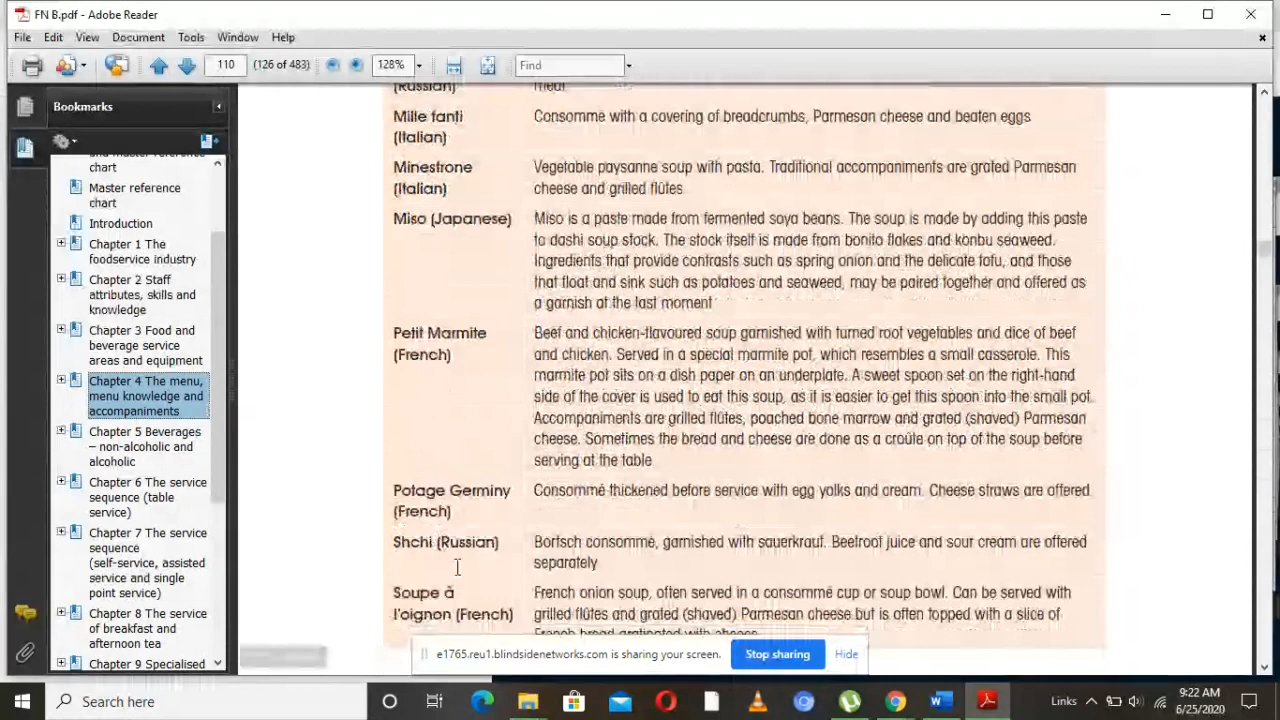 FN B.pdf - Adobe Reader
File Edit View Document Tools Window Help
110 (126 of 483) 128% Find
Bookmarks
and master reference
chart
Master reference
chart
Introduction
Chapter 1 The
foodservice industry
Chapter 2 Staff
attributes, skills and
knowledge
Chapter 3 Food and
beverage service
areas and equipment
Chapter 4 The menu,
menu knowledge and
accompaniments
Chapter 5 Beverages
– non-alcoholic and
alcoholic
Chapter 6 The service
sequence (table
service)
Chapter 7 The service
sequence
(self-service, assisted
service and single
point service)
Chapter 8 The service
of breakfast and
afternoon tea
Chapter 9 Specialised
(Russian) meat
Mille fanti Consommé with a covering of breadcrumbs, Parmesan cheese and beaten eggs
(Italian)
Minestrone Vegetable paysanne soup with pasta. Traditional accompaniments are grated Parmesan
(Italian) cheese and grilled flûtes
Miso (Japanese) Miso is a paste made from fermented soya beans. The soup is made by adding this paste
to dashi soup stock. The stock itself is made from bonito flakes and konbu seaweed.
Ingredients that provide contrasts such as spring onion and the delicate tofu, and those
that float and sink such as potatoes and seaweed, may be paired together and offered as
a garnish at the last moment
Petit Marmite Beef and chicken-flavoured soup garnished with turned root vegetables and dice of beef
(French) and chicken. Served in a special marmite pot, which resembles a small casserole. This
marmite pot sits on a dish paper on an underplate. A sweet spoon set on the right-hand
side of the cover is used to eat this soup, as it is easier to get this spoon into the small pot.
Accompaniments are grilled flûtes, poached bone marrow and grated (shaved) Parmesan
cheese. Sometimes the bread and cheese are done as a croûte on top of the soup before
serving at the table
Potage Germiny Consommé thickened before service with egg yolks and cream. Cheese straws are offered
(French)
Shchi (Russian) Bortsch consommé, garnished with sauerkraut. Beetroot juice and sour cream are offered
separately
Soupe à French onion soup, often served in a consommé cup or soup bowl. Can be served with
l'oignon (French) grilled flûtes and grated (shaved) Parmesan cheese but is often topped with a slice of
French bread gratinated with cheese
e1765.reu1.blindsidenetworks.com is sharing your screen. Stop sharing Hide
Search here
Links
9:22 AM
6/25/2020